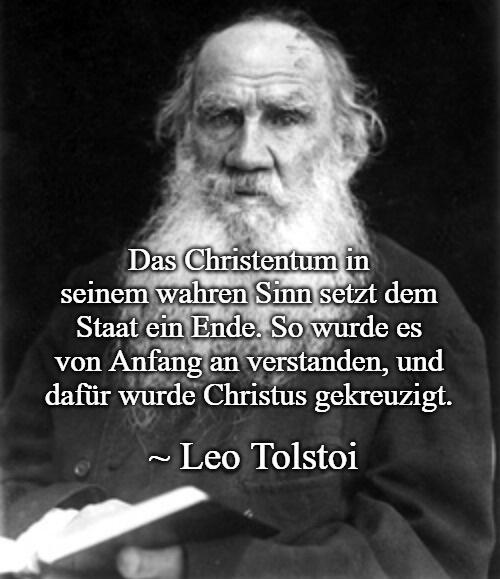 Das Christentum in
seinem wahren Sinn setzt dem
Staat ein Ende. So wurde es
von Anfang an verstanden, und
dafür wurde Christus gekreuzigt.
~ Leo Tolstoi